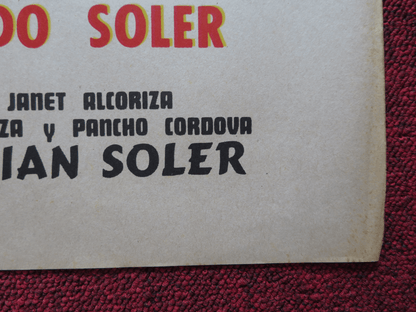 DO SOLER
JANET ALCORIZA
ZA y PANCHO CORDOVA
IAN SOLER